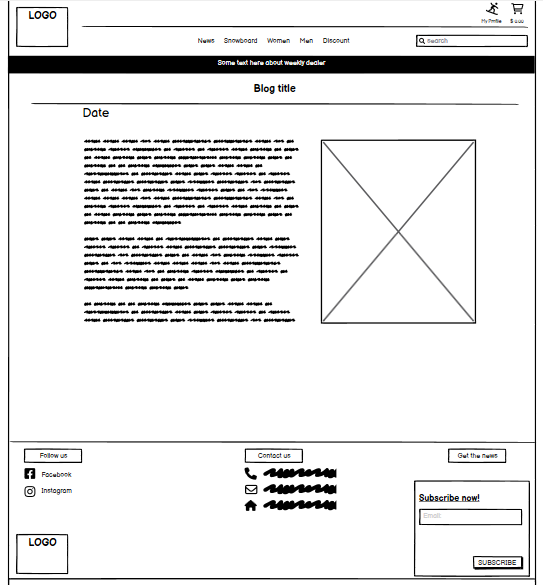 LOGO
My Profile
$ 0.00
News Snowboard Women Men Discount
Search
Some text here about weekly dealer
Blog title
Date
Follow us
Contact us
Get the news
Facebook
Instagram
Subscribe now!
Email
SUBSCRIBE
LOGO